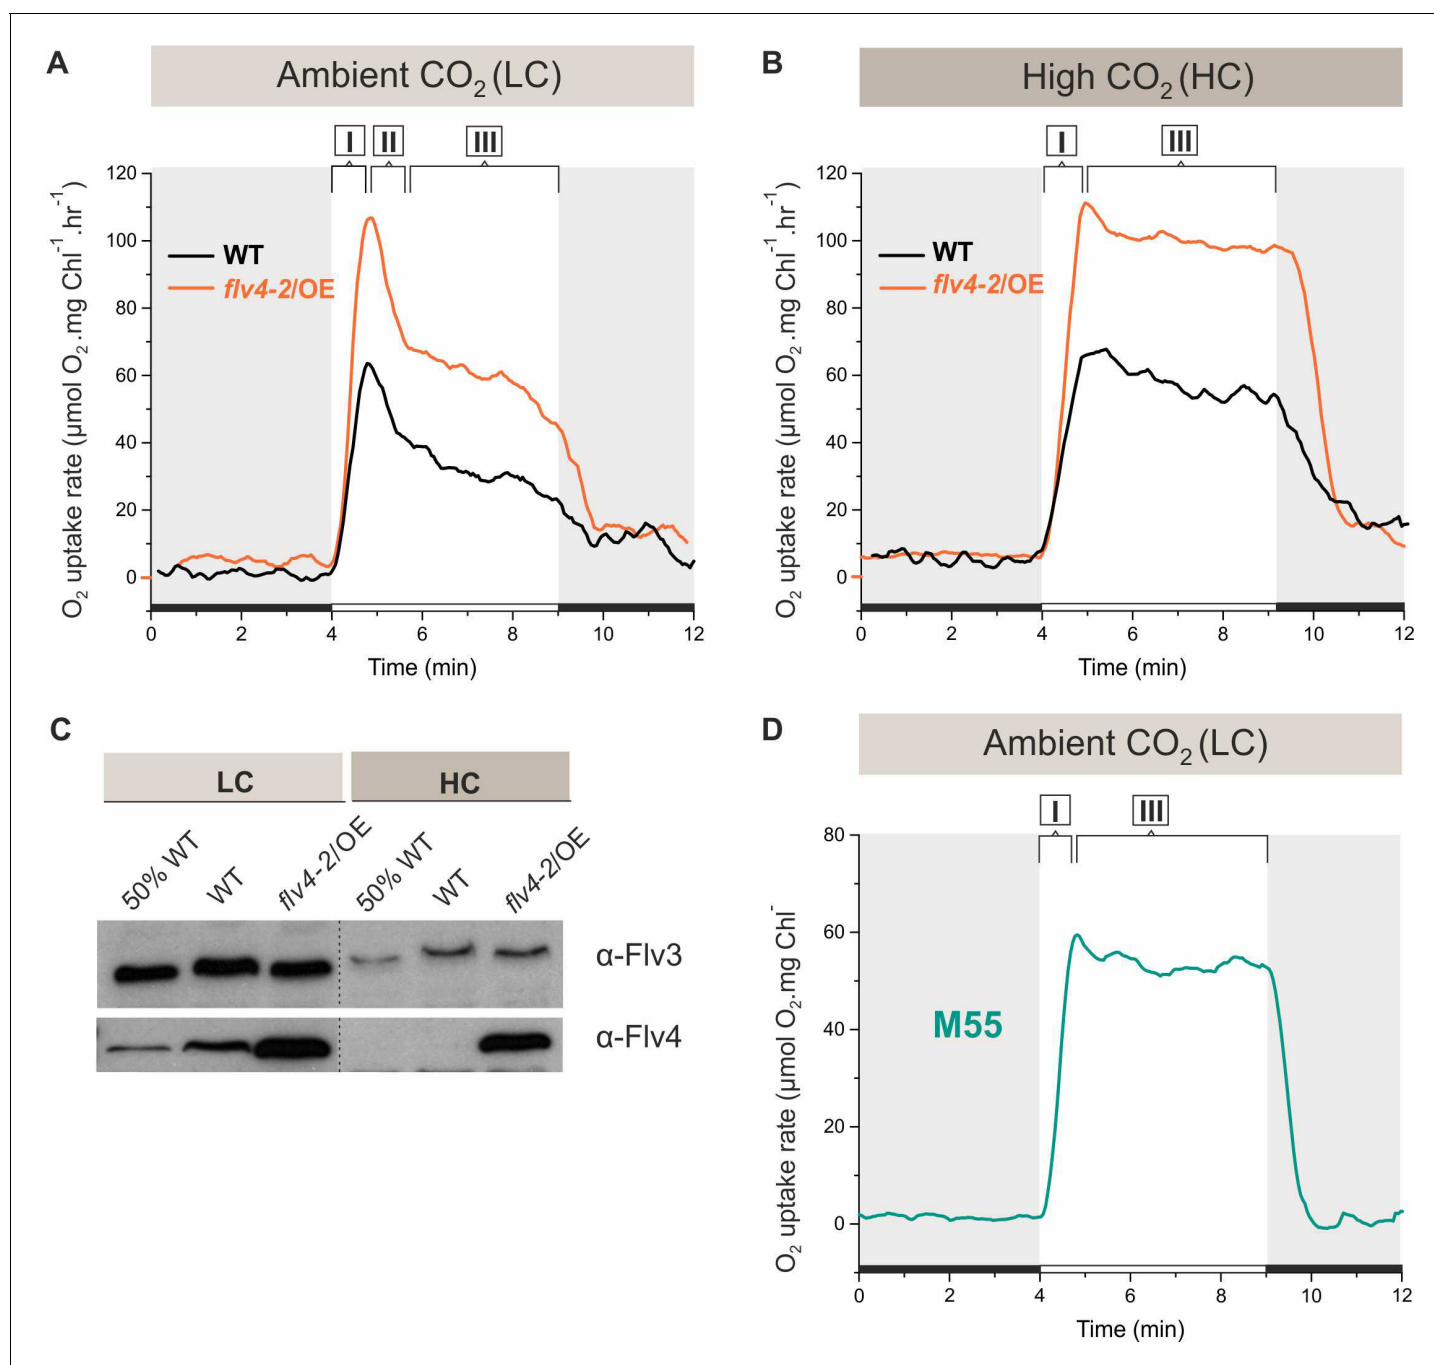 A
Ambient CO2 (LC)
I II III
O2 uptake rate (µmol O2.mg Chl-1.hr-1)
120
100
80
60
40
20
0
WT
flv4-2/OE
0 2 4 6 8 10 12
Time (min)
B
High CO2 (HC)
I III
O2 uptake rate (µmol O2.mg Chl-1.hr-1)
120
100
80
60
40
20
0
WT
flv4-2/OE
0 2 4 6 8 10 12
Time (min)
C
LC HC
50% WT WT flv4-2/OE 50% WT WT flv4-2/OE
α-Flv3
α-Flv4
D
Ambient CO2 (LC)
I III
O2 uptake rate (µmol O2.mg Chl-
80
60
40
20
0
M55
0 2 4 6 8 10 12
Time (min)